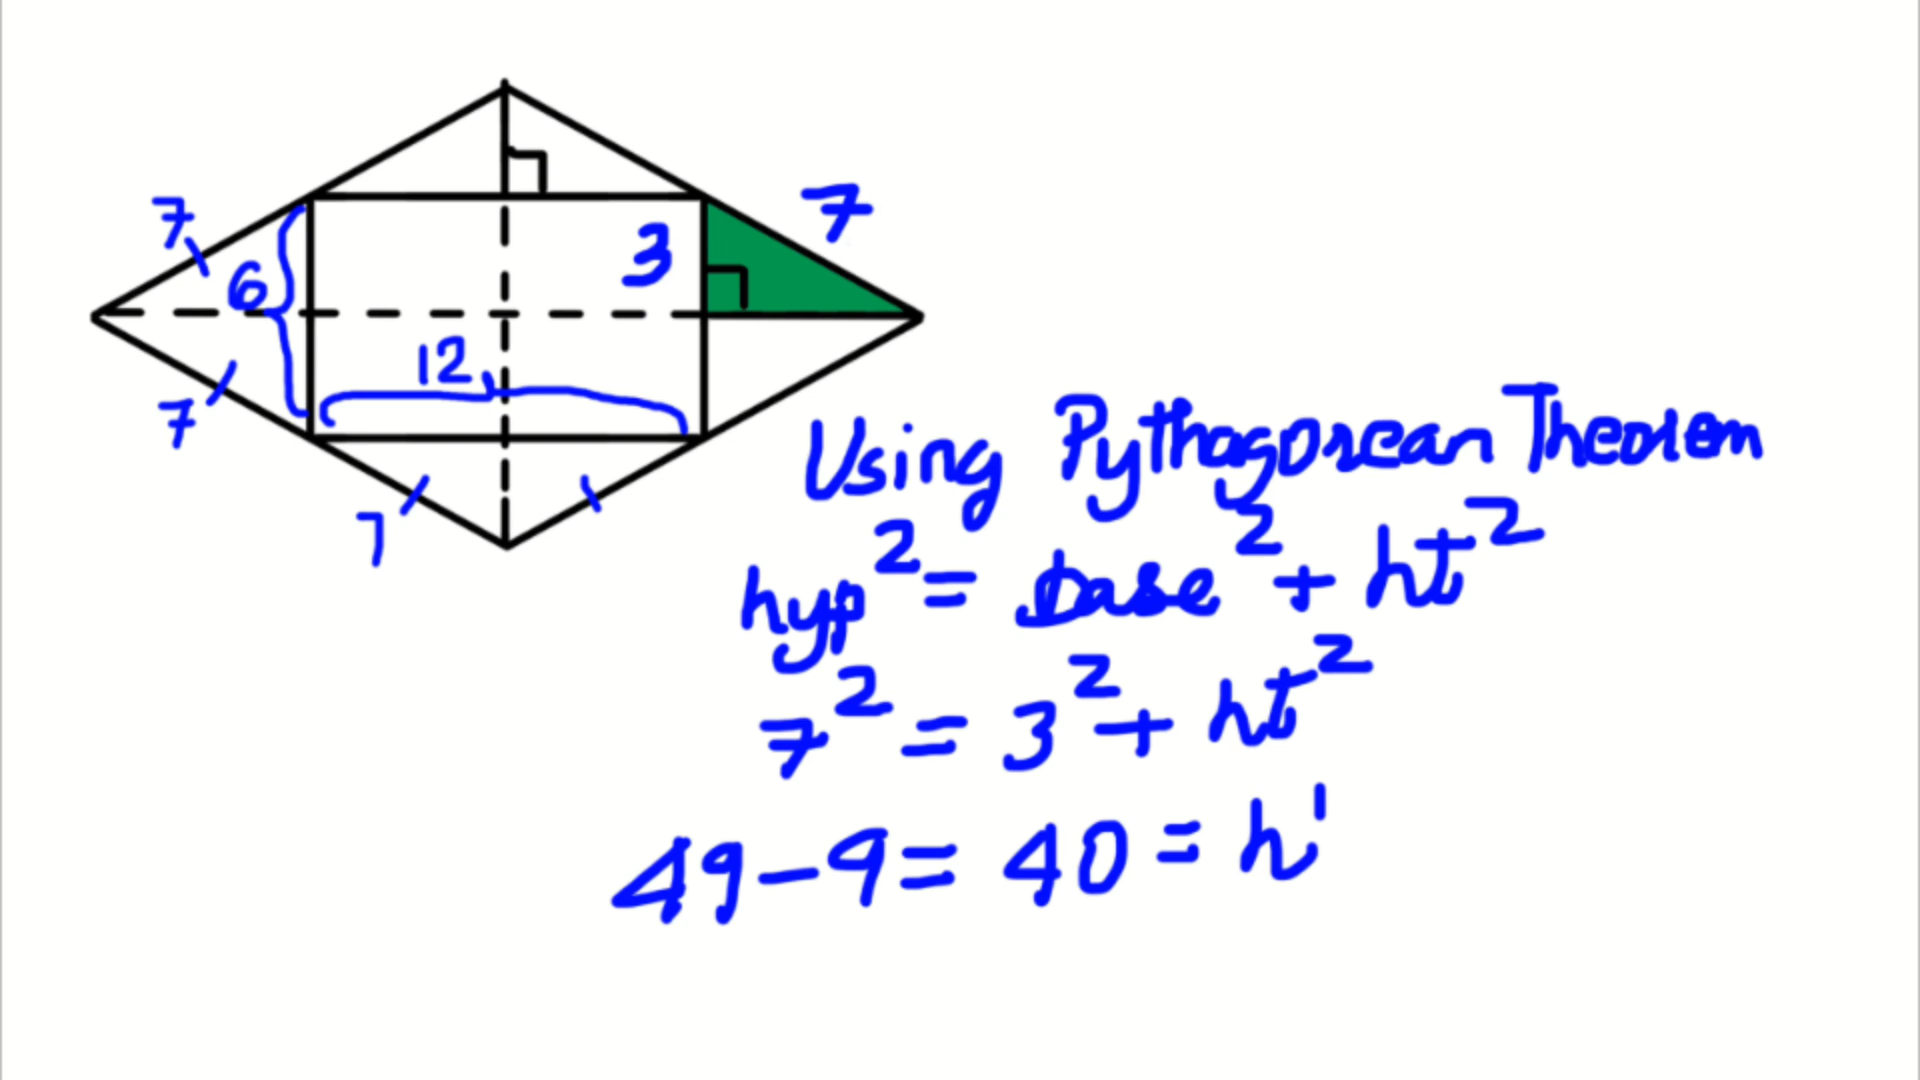 7
7
6
3
12
7
7
Using Pythagorean Theorem
hyp² = base² + ht²
7² = 3² + ht²
49 - 9 = 40 = h'